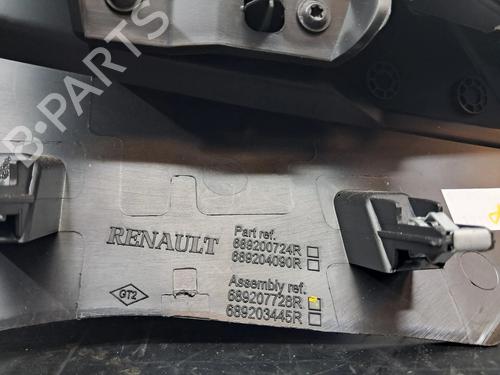 B-PARTS
RENAULT
GT2
Part ref.
689200724R
689204090R
Assembly ref.
689207728R
689203445R